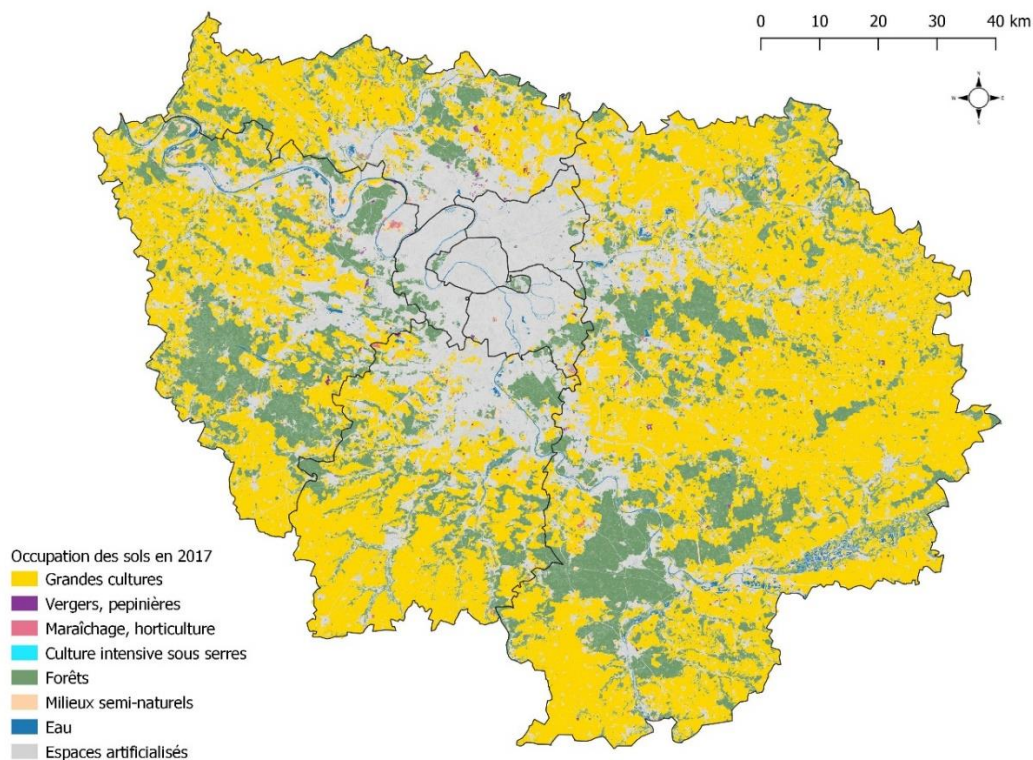 0 10 20 30 40 km
N
W E
S
Occupation des sols en 2017
Grandes cultures
Vergers, pepinières
Maraîchage, horticulture
Culture intensive sous serres
Forêts
Milieux semi-naturels
Eau
Espaces artificialisés